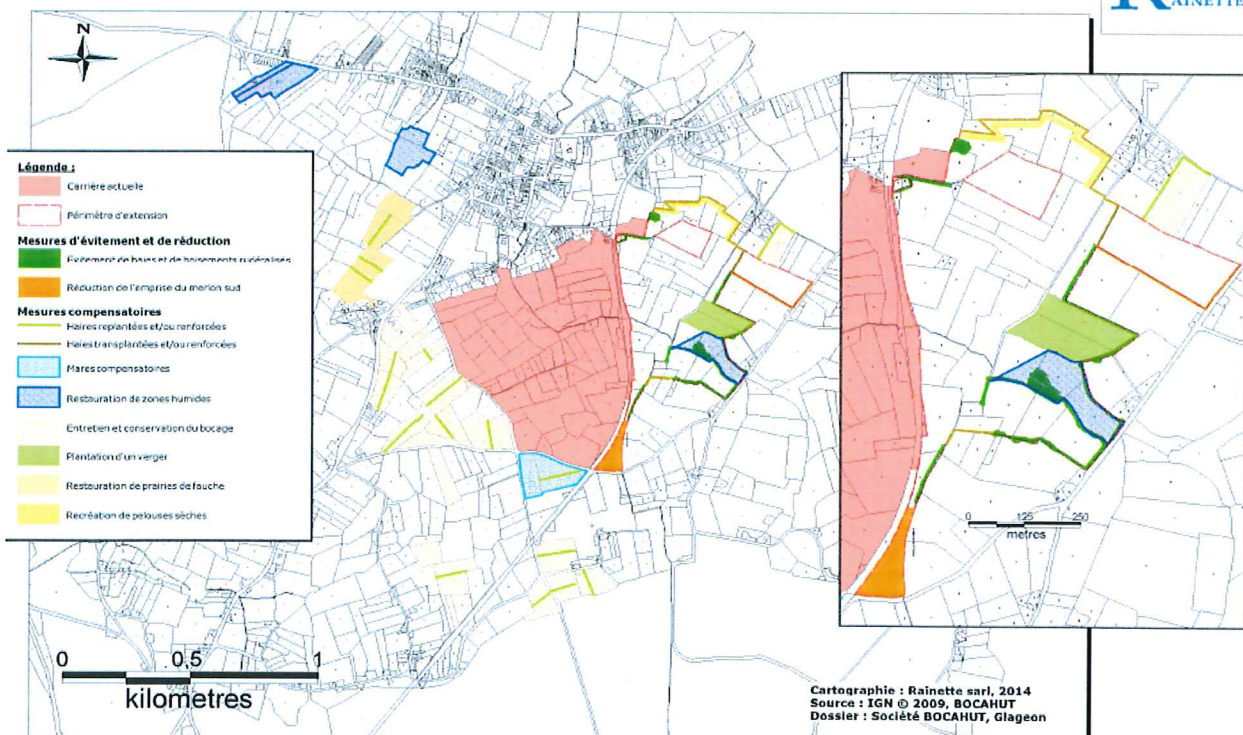 RAINETTE
N
Légende :
Carrière actuelle
Périmètre d'extension
Mesures d'évitement et de réduction
Evitement de haies et de boisements rudéralisés
Réduction de l'emprise du merlon sud
Mesures compensatoires
Haires replantées et/ou renforcées
Haies transplantées et/ou renforcées
Mares compensatoires
Restauration de zones humides
Entretien et conservation du bocage
Plantation d'un verger
Restauration de prairies de fauche
Recréation de pelouses sèches
0 125 250
metres
0 0,5 1
kilometres
Cartographie : Rainette sarl, 2014
Source : IGN © 2009, BOCAHUT
Dossier : Société BOCAHUT, Glageon